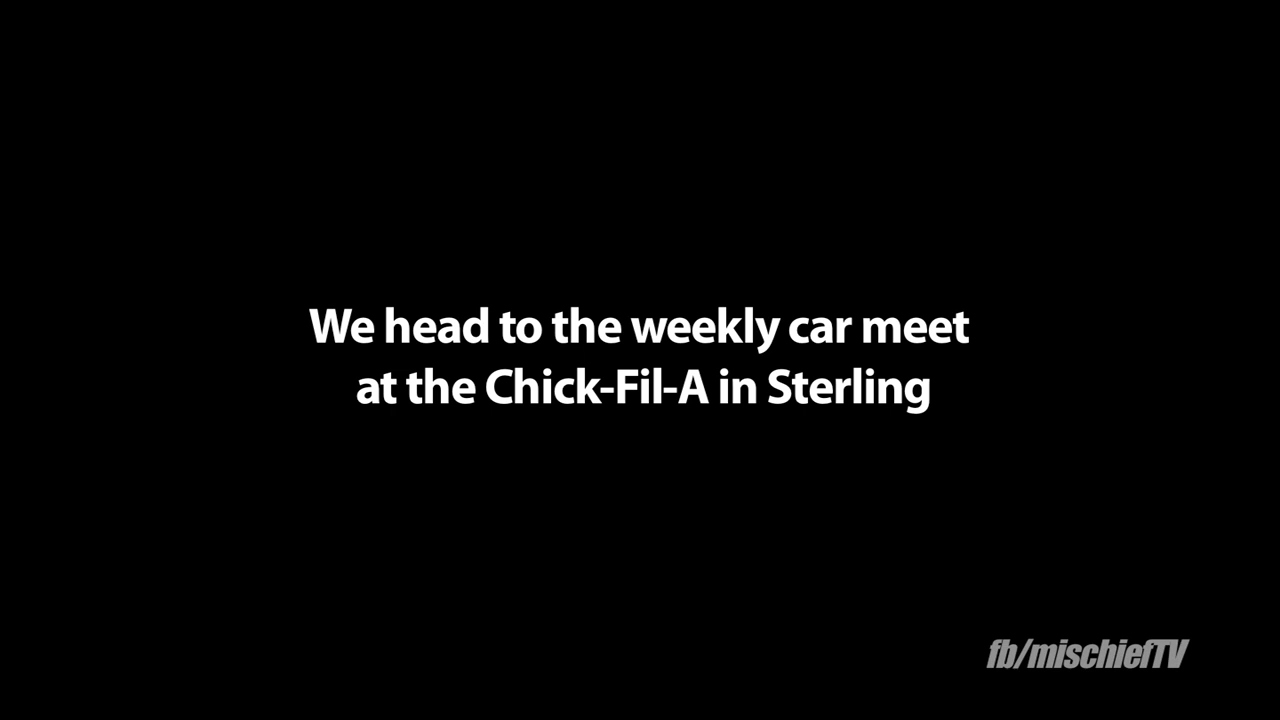 We head to the weekly car meet
at the Chick-Fil-A in Sterling
fb/mischiefTV